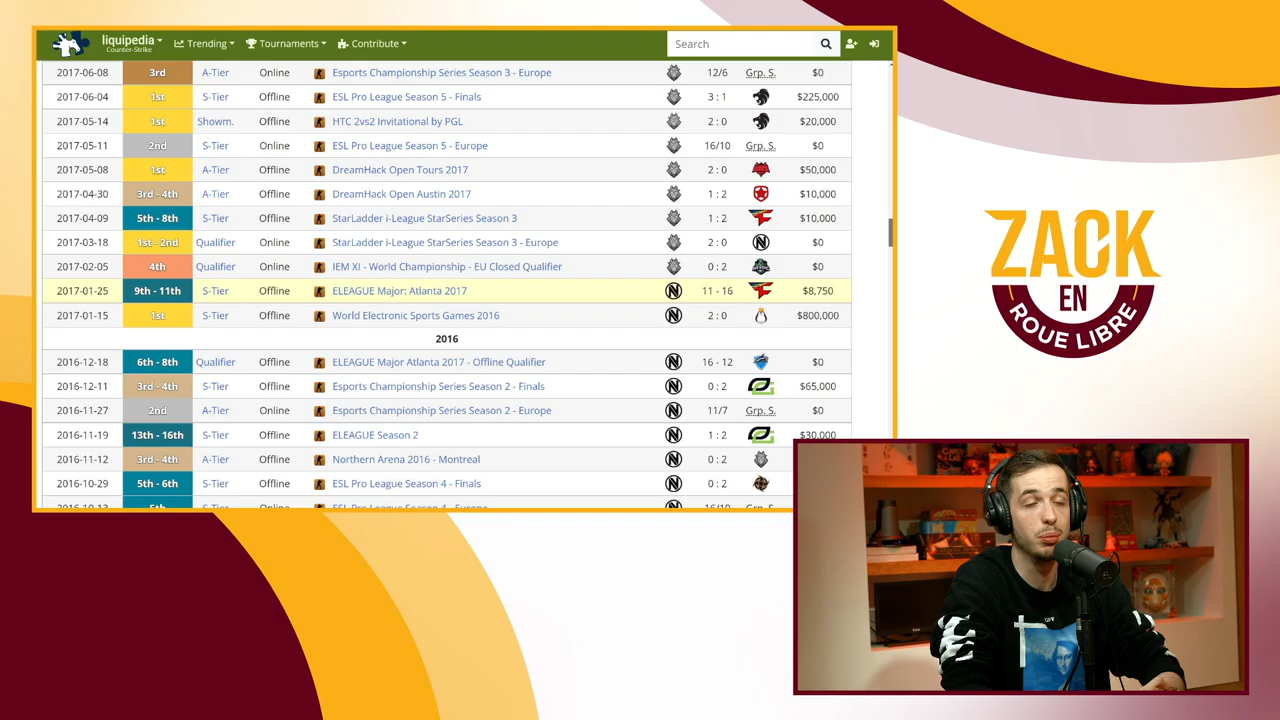 liquipedia
Counter-Strike
Trending
Tournaments
Contribute
Search
2017-06-08 3rd A-Tier Online Esports Championship Series Season 3 - Europe 12/6 Grp. S. $0
2017-06-04 1st S-Tier Offline ESL Pro League Season 5 - Finals 3 : 1 $225,000
2017-05-14 1st Showm. Offline HTC 2vs2 Invitational by PGL 2 : 0 $20,000
2017-05-11 2nd S-Tier Offline ESL Pro League Season 5 - Europe 16/10 Grp. S. $0
2017-05-08 1st A-Tier Offline DreamHack Open Tours 2017 2 : 0 $50,000
2017-04-30 3rd - 4th A-Tier Offline DreamHack Open Austin 2017 1 : 2 $10,000
2017-04-09 5th - 8th S-Tier Offline StarLadder i-League StarSeries Season 3 1 : 2 $10,000
2017-03-18 1st - 2nd Qualifier Online StarLadder i-League StarSeries Season 3 - Europe 2 : 0 $0
2017-02-05 4th Qualifier Online IEM XI - World Championship - EU Closed Qualifier 0 : 2 $0
2017-01-25 9th - 11th S-Tier Offline ELEAGUE Major: Atlanta 2017 11 - 16 $8,750
2017-01-15 1st S-Tier Offline World Electronic Sports Games 2016 2 : 0 $800,000
2016
2016-12-18 6th - 8th Qualifier Offline ELEAGUE Major Atlanta 2017 - Offline Qualifier 16 - 12 $0
2016-12-11 3rd - 4th S-Tier Offline Esports Championship Series Season 2 - Finals 0 : 2 $65,000
2016-11-27 2nd A-Tier Online Esports Championship Series Season 2 - Europe 11/7 Grp. S. $0
2016-11-19 13th - 16th S-Tier Offline ELEAGUE Season 2 1 : 2 $30,000
2016-11-12 3rd - 4th A-Tier Offline Northern Arena 2016 - Montreal 0 : 2
2016-10-29 5th - 6th S-Tier Offline ESL Pro League Season 4 - Finals 0 : 2
ZACK
EN
ROUE LIBRE
OFF